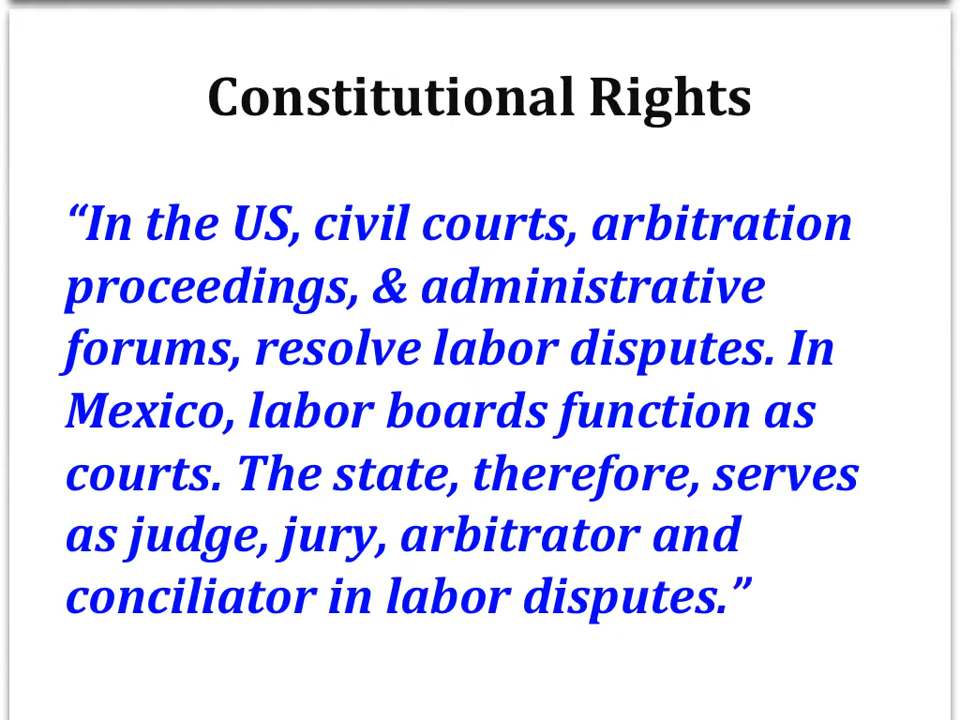 Constitutional Rights
“In the US, civil courts, arbitration
proceedings, & administrative
forums, resolve labor disputes. In
Mexico, labor boards function as
courts. The state, therefore, serves
as judge, jury, arbitrator and
conciliator in labor disputes.”